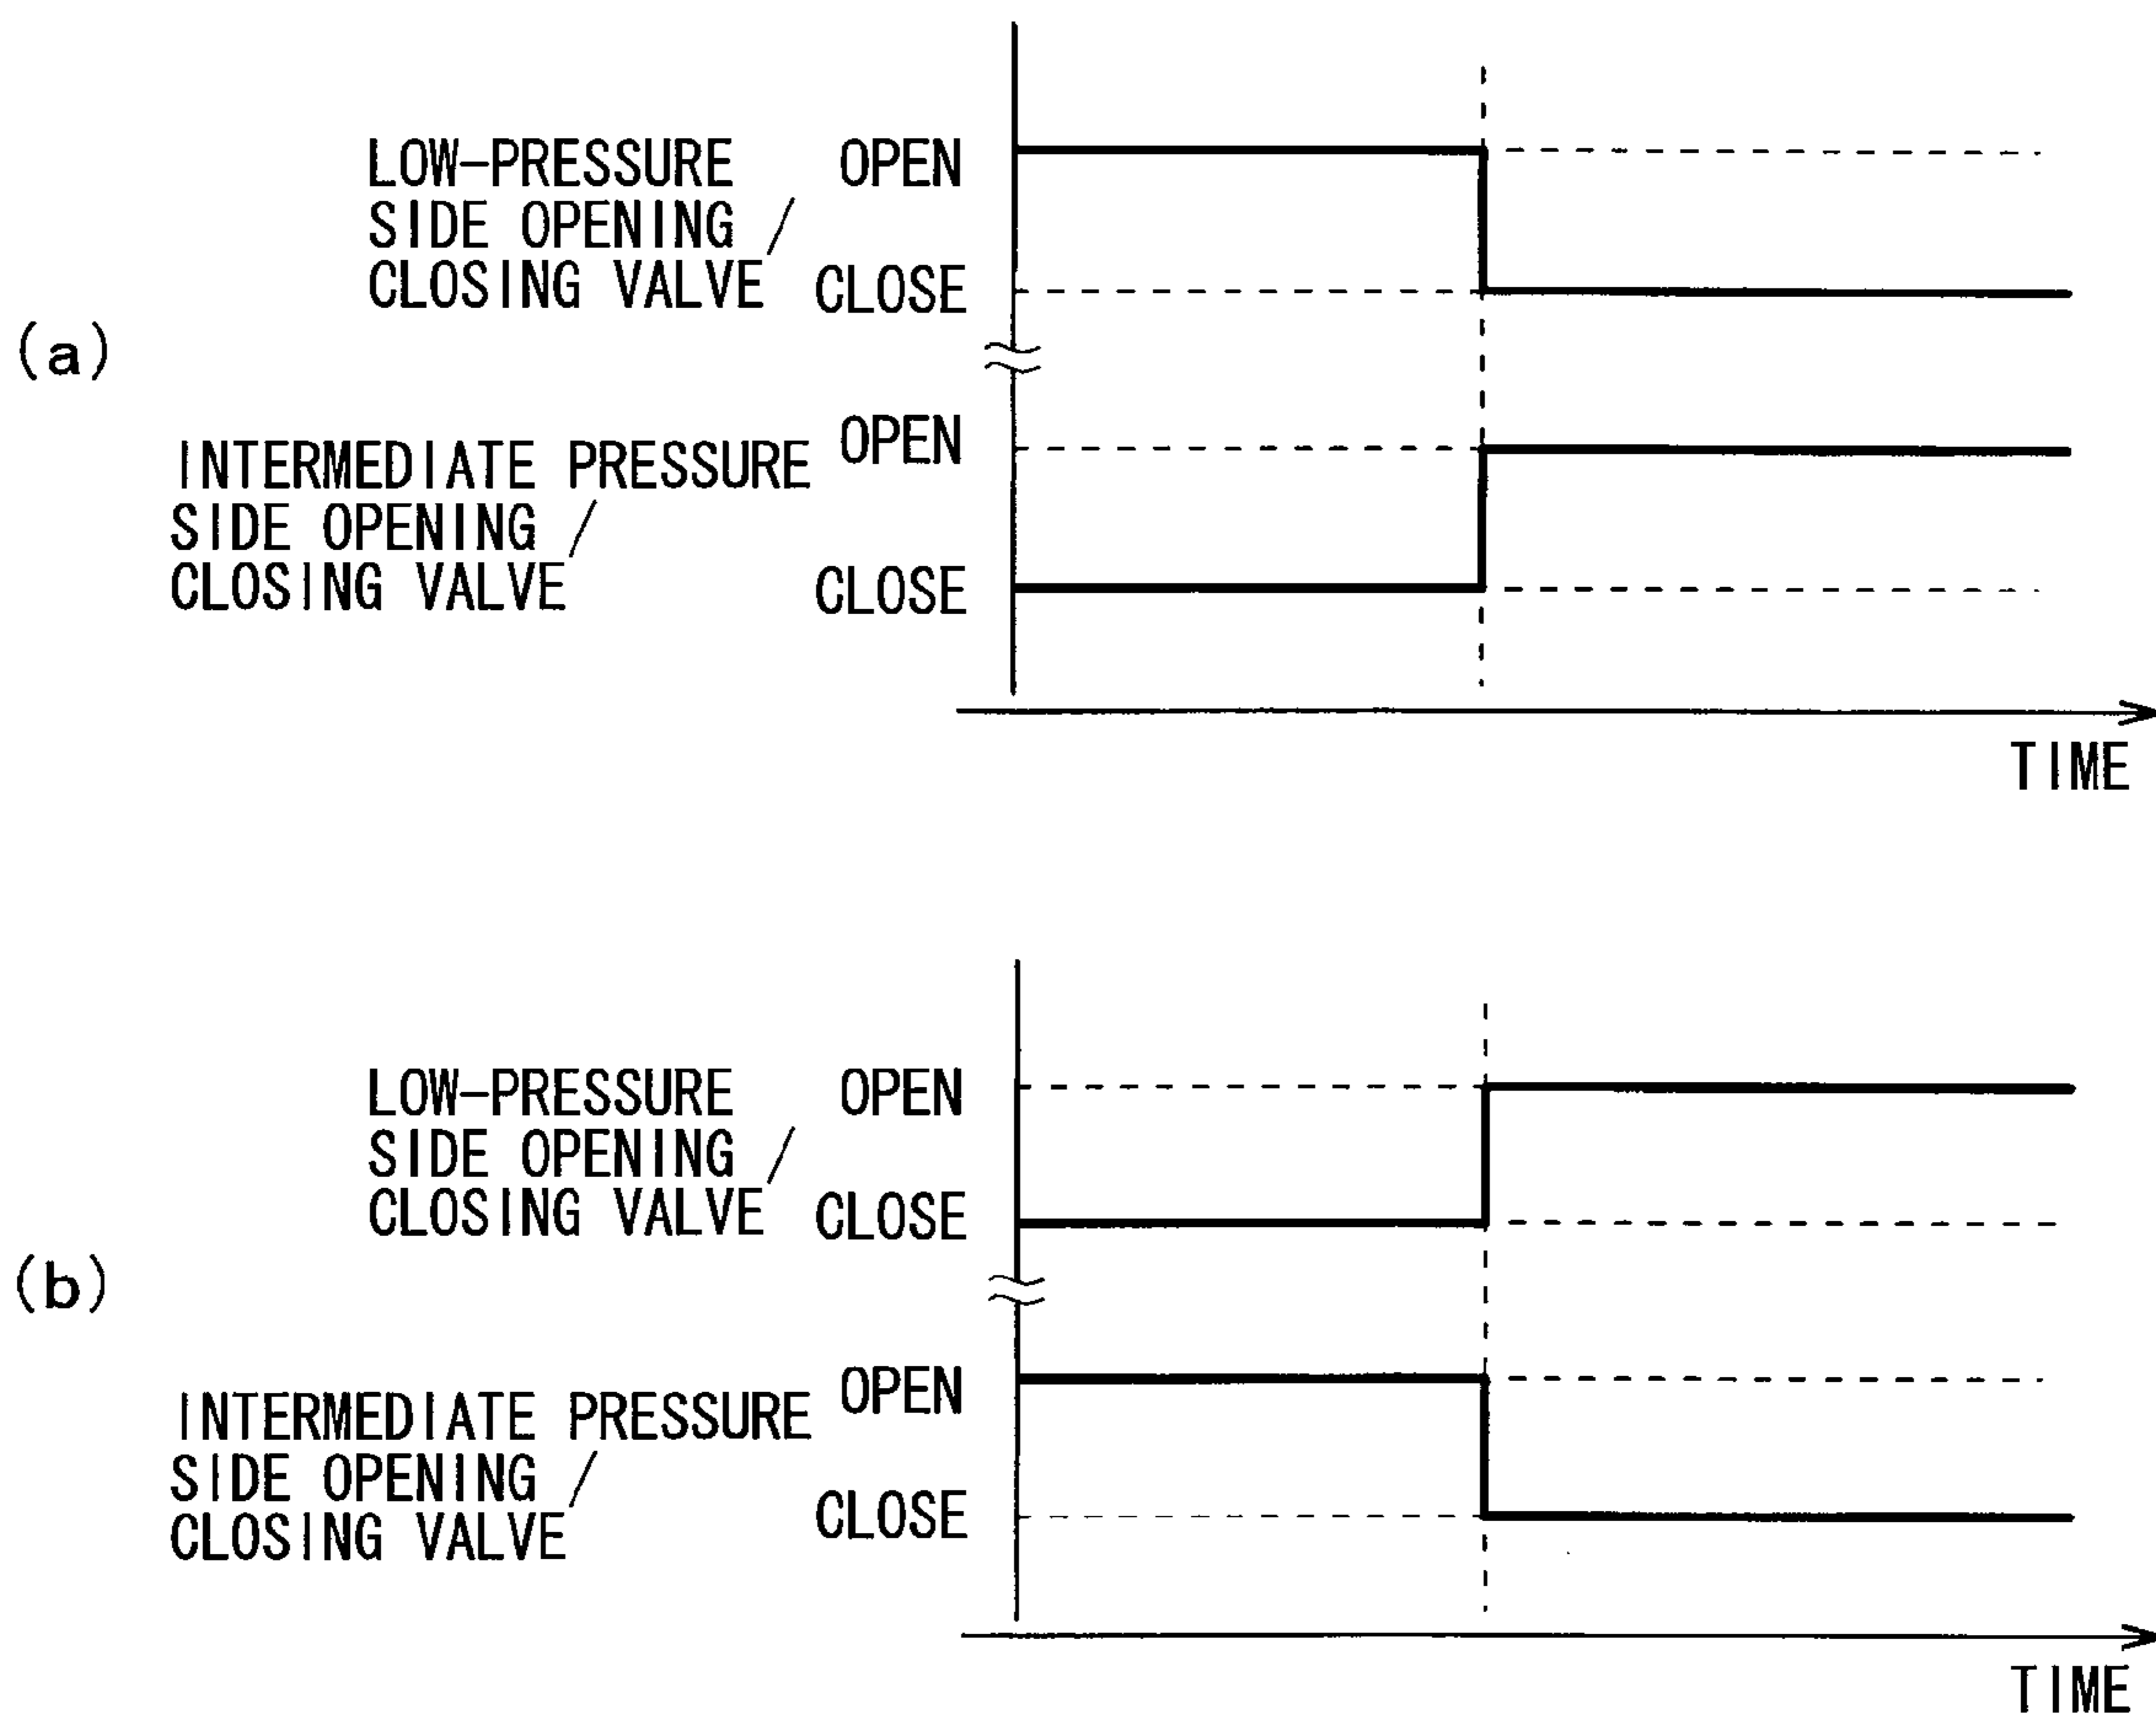 LOW-PRESSURE
SIDE OPENING/
CLOSING VALVE
OPEN
CLOSE
(a)
INTERMEDIATE PRESSURE
SIDE OPENING/
CLOSING VALVE
OPEN
CLOSE
TIME
LOW-PRESSURE
SIDE OPENING/
CLOSING VALVE
OPEN
CLOSE
(b)
INTERMEDIATE PRESSURE
SIDE OPENING/
CLOSING VALVE
OPEN
CLOSE
TIME